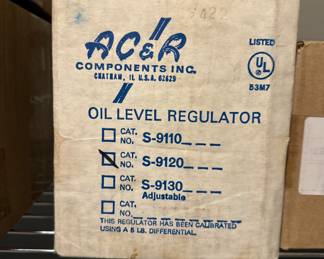 AC&R
COMPONENTS INC.
CHATHAM, IL U.S.A. 62629
LISTED
UL
53M7
OIL LEVEL REGULATOR
CAT. NO. S-9110
CAT. NO. S-9120
CAT. NO. S-9130
Adjustable
CAT. NO.
THIS REGULATOR HAS BEEN CALIBRATED
USING A 5 LB. DIFFERENTIAL.